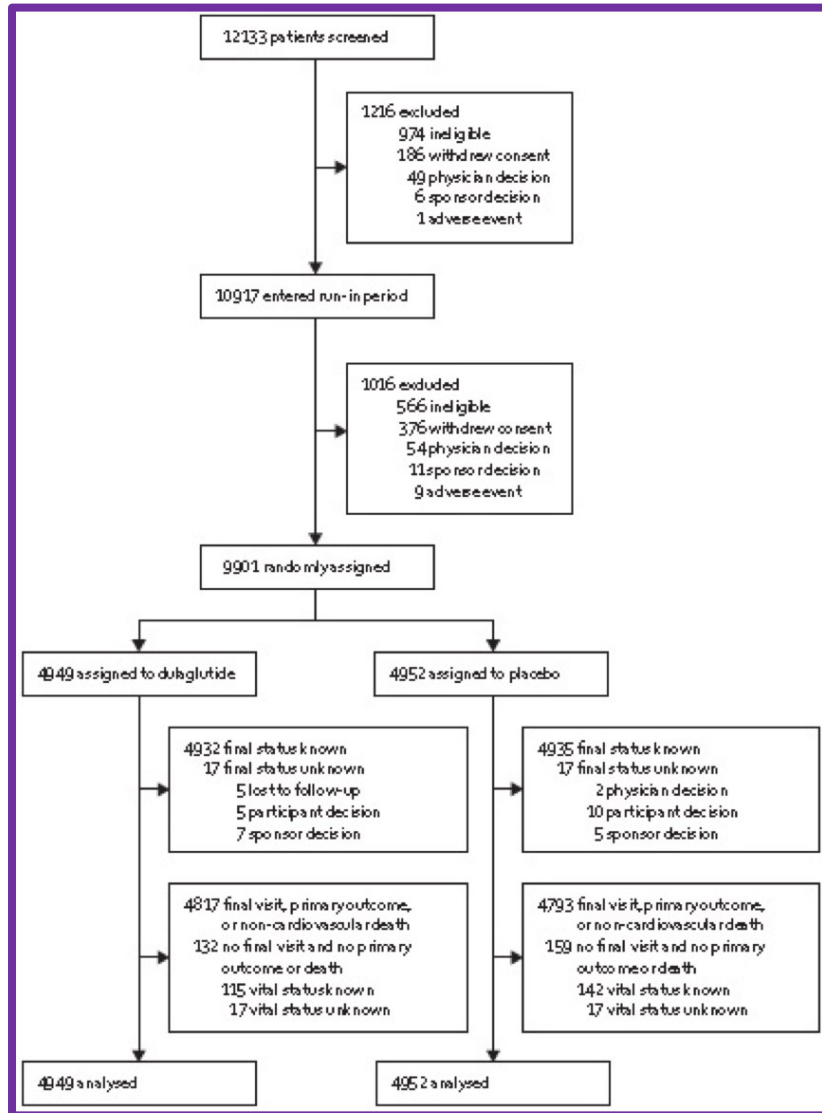 12133 patients screened
1216 excluded
974 ineligible
186 withdrew consent
49 physician decision
6 sponsor decision
1 adverse event
10917 entered run-in period
1016 excluded
566 ineligible
376 withdrew consent
54 physician decision
11 sponsor decision
9 adverse event
9901 randomly assigned
4949 assigned to dulaglutide
4952 assigned to placebo
4932 final status known
17 final status unknown
5 lost to follow-up
5 participant decision
7 sponsor decision
4935 final status known
17 final status unknown
2 physician decision
10 participant decision
5 sponsor decision
4817 final visit, primary outcome,
or non-cardiovascular death
132 no final visit and no primary
outcome or death
115 vital status known
17 vital status unknown
4793 final visit, primary outcome,
or non-cardiovascular death
159 no final visit and no primary
outcome or death
142 vital status known
17 vital status unknown
4949 analysed
4952 analysed